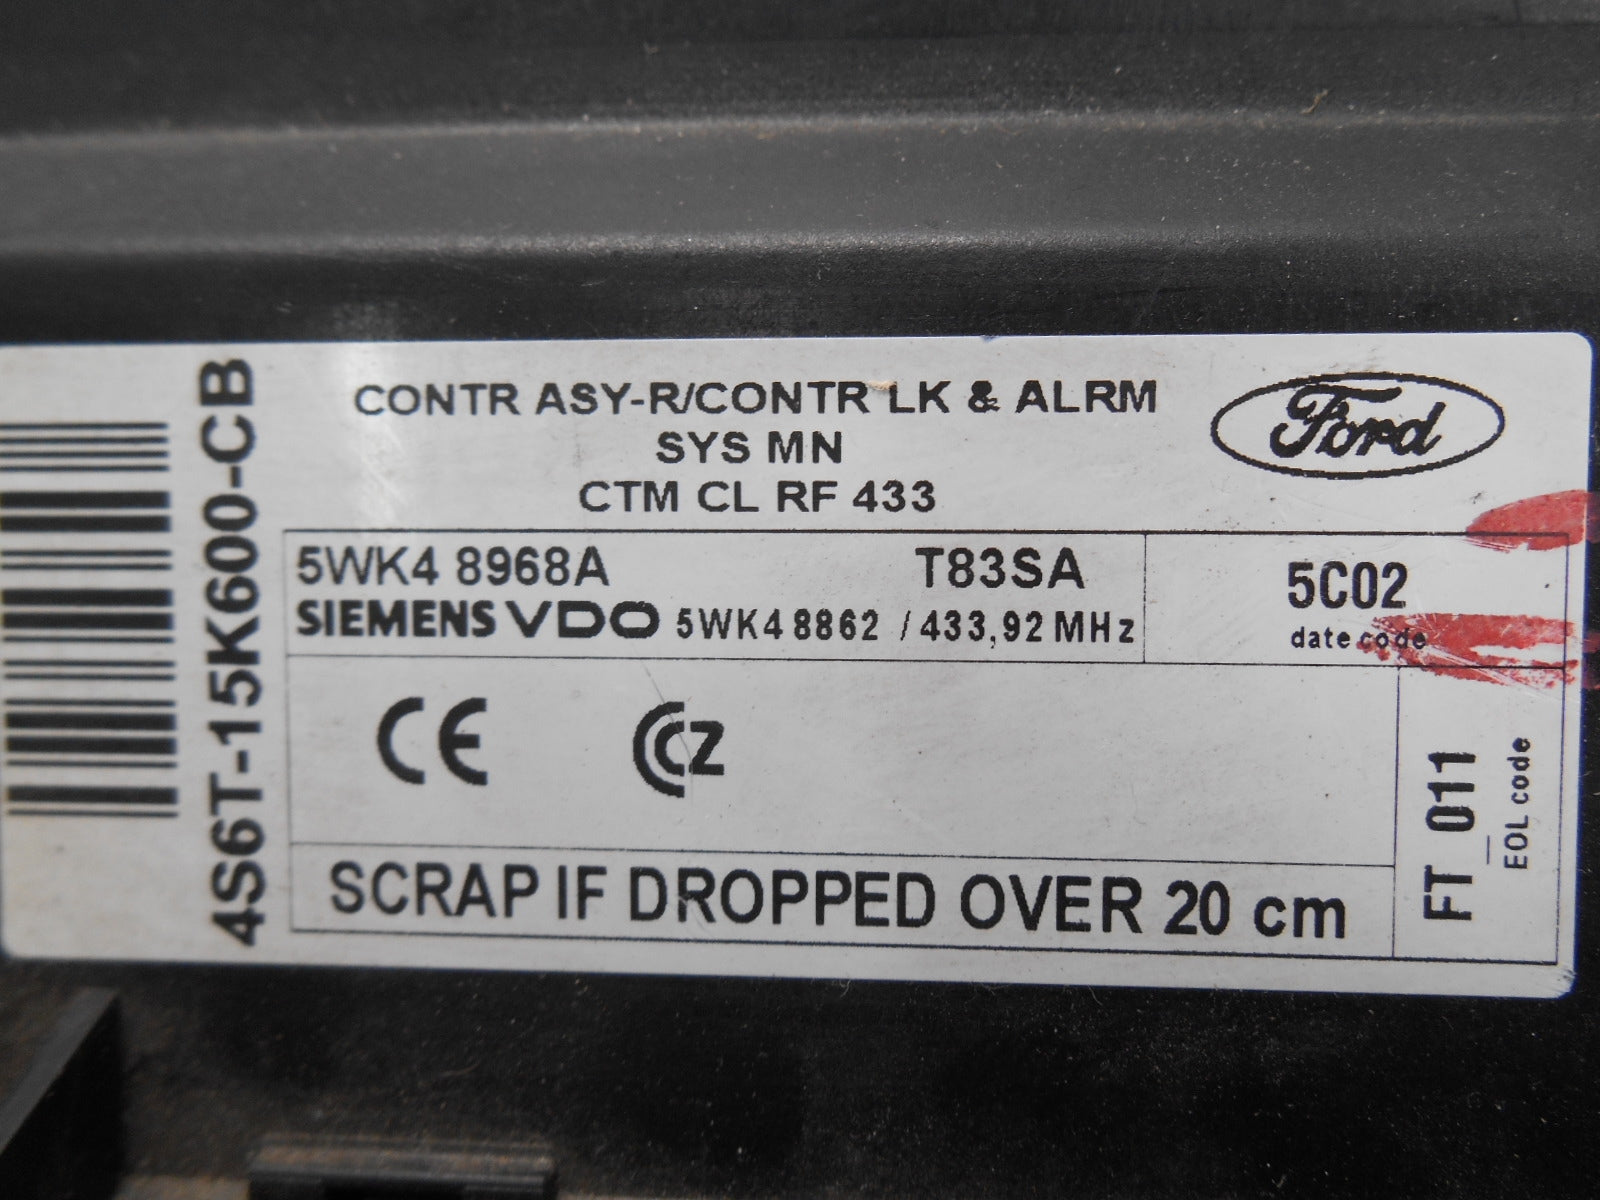 4S6T-15K600-CB
CONTR ASY-R/CONTR LK & ALRM
SYS MN
CTM CL RF 433
Ford
5WK4 8968A T83SA
SIEMENS VDO 5WK4 8862 / 433,92 MHz
5C02
date code
CE CCZ
FT_011
EOL code
SCRAP IF DROPPED OVER 20 cm